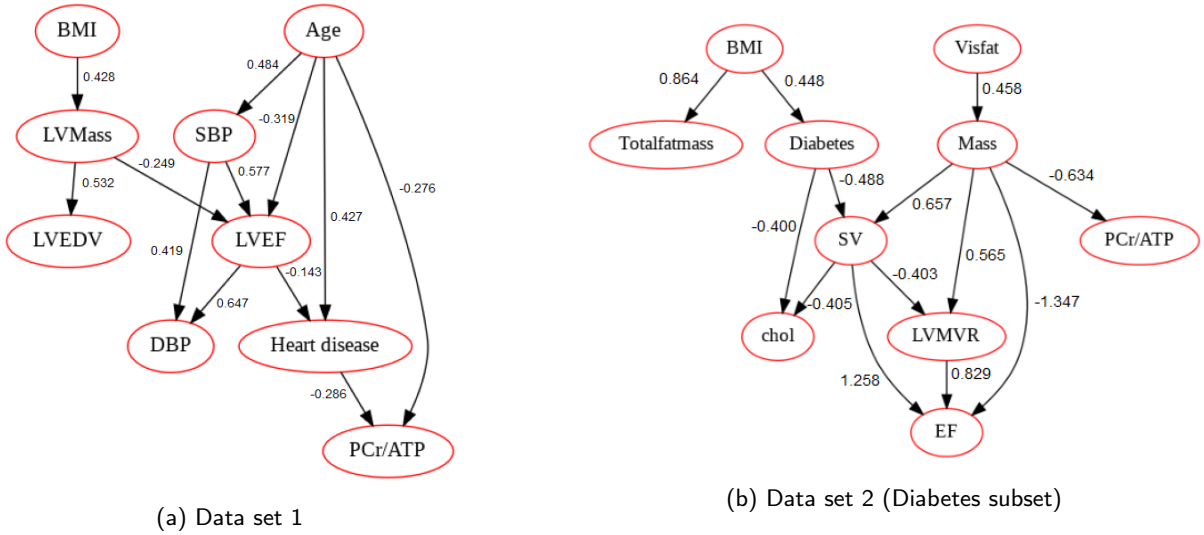 BMI
Age
0.428
0.484
LVMass
SBP
-0.319
-0.249
0.532
0.577
-0.276
LVEDV
LVEF
0.427
0.419
-0.143
0.647
DBP
Heart disease
-0.286
PCr/ATP
(a) Data set 1
BMI
Visfat
0.864
0.448
0.458
Totalfatmass
Diabetes
Mass
-0.488
-0.634
0.657
-0.400
SV
PCr/ATP
0.565
-0.403
-0.405
-1.347
chol
LVMVR
1.258
0.829
EF
(b) Data set 2 (Diabetes subset)